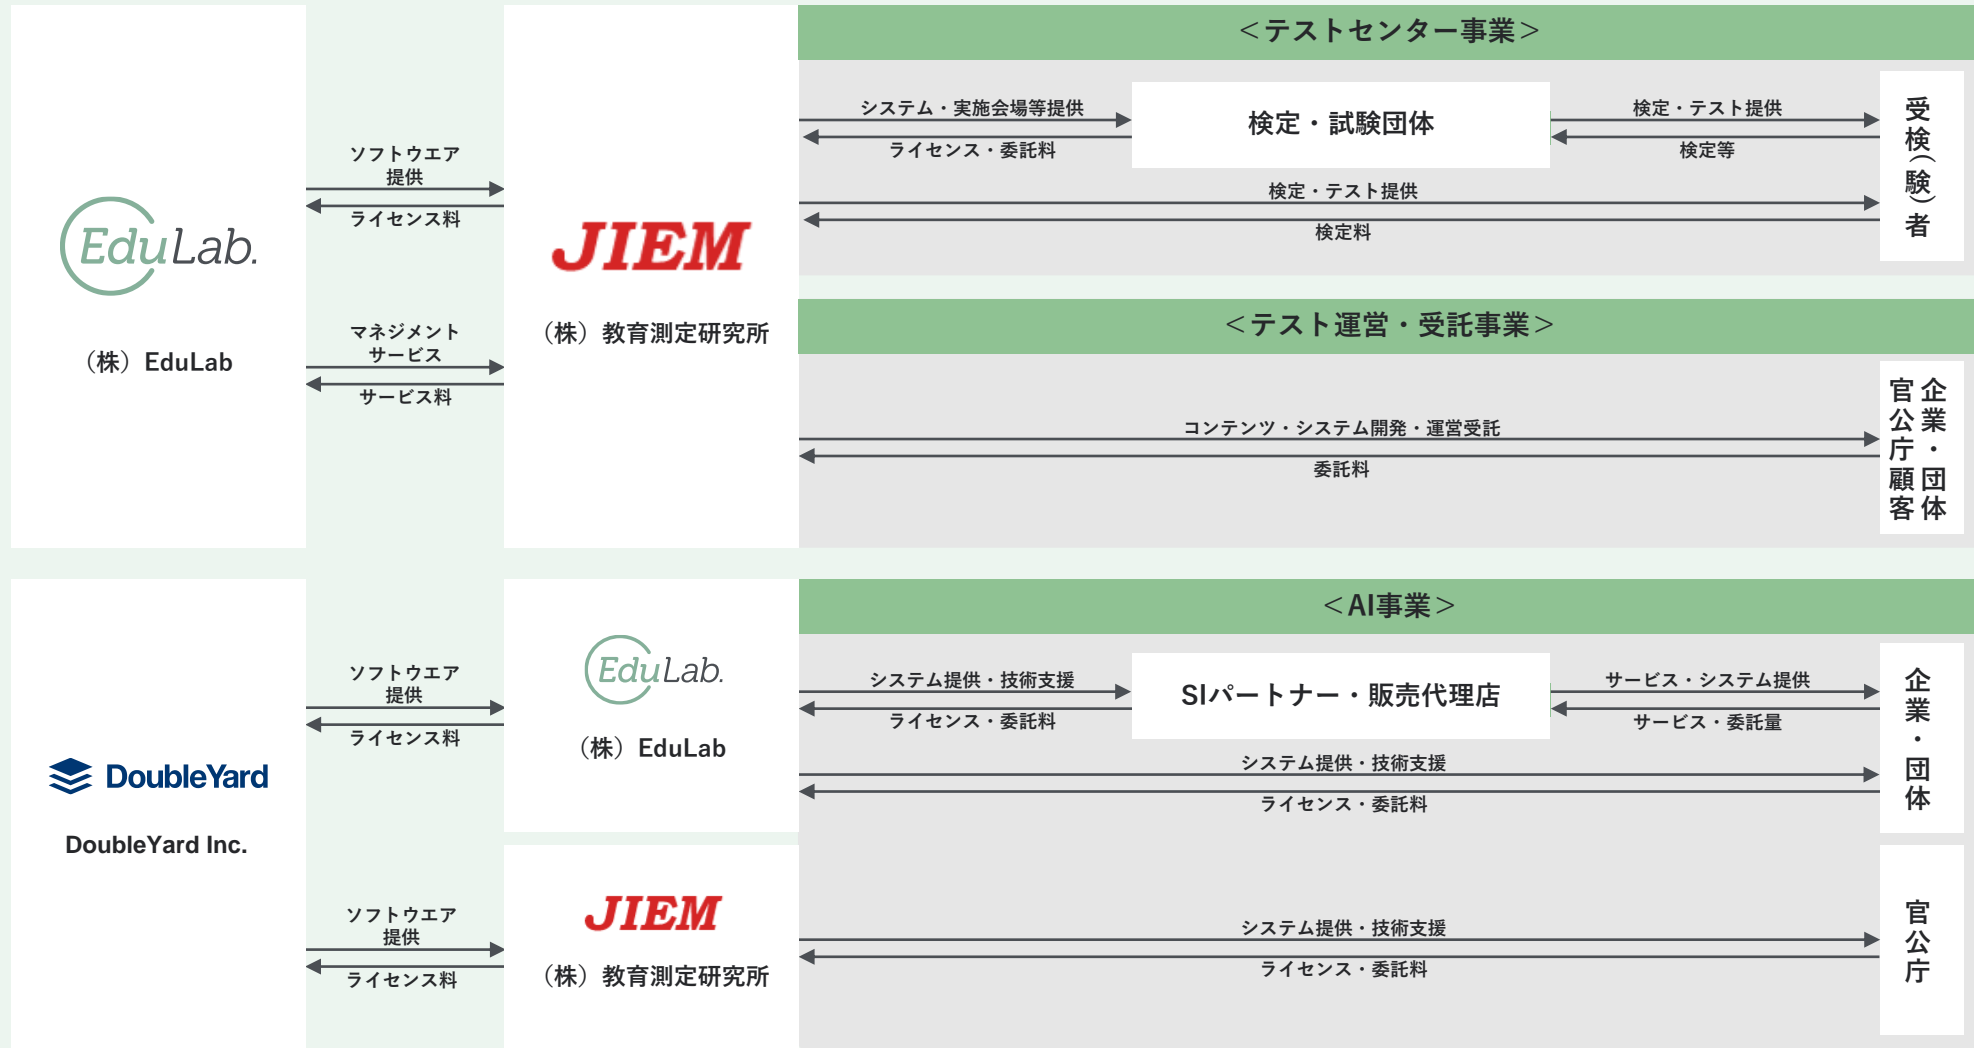 EduLab.
（株）EduLab
ソフトウエア
提供
ライセンス料
マネジメント
サービス
サービス料
JIEM
（株）教育測定研究所
＜テストセンター事業＞
システム・実施会場等提供
ライセンス・委託料
検定・試験団体
検定・テスト提供
検定等
検定・テスト提供
検定料
受検（験）者
＜テスト運営・受託事業＞
コンテンツ・システム開発・運営受託
委託料
企業・団体
官公庁顧客
DoubleYard
DoubleYard Inc.
ソフトウエア
提供
ライセンス料
ソフトウエア
提供
ライセンス料
EduLab.
（株）EduLab
JIEM
（株）教育測定研究所
＜AI事業＞
システム提供・技術支援
ライセンス・委託料
SIパートナー・販売代理店
サービス・システム提供
サービス・委託量
システム提供・技術支援
ライセンス・委託料
企業・団体
システム提供・技術支援
ライセンス・委託料
官公庁